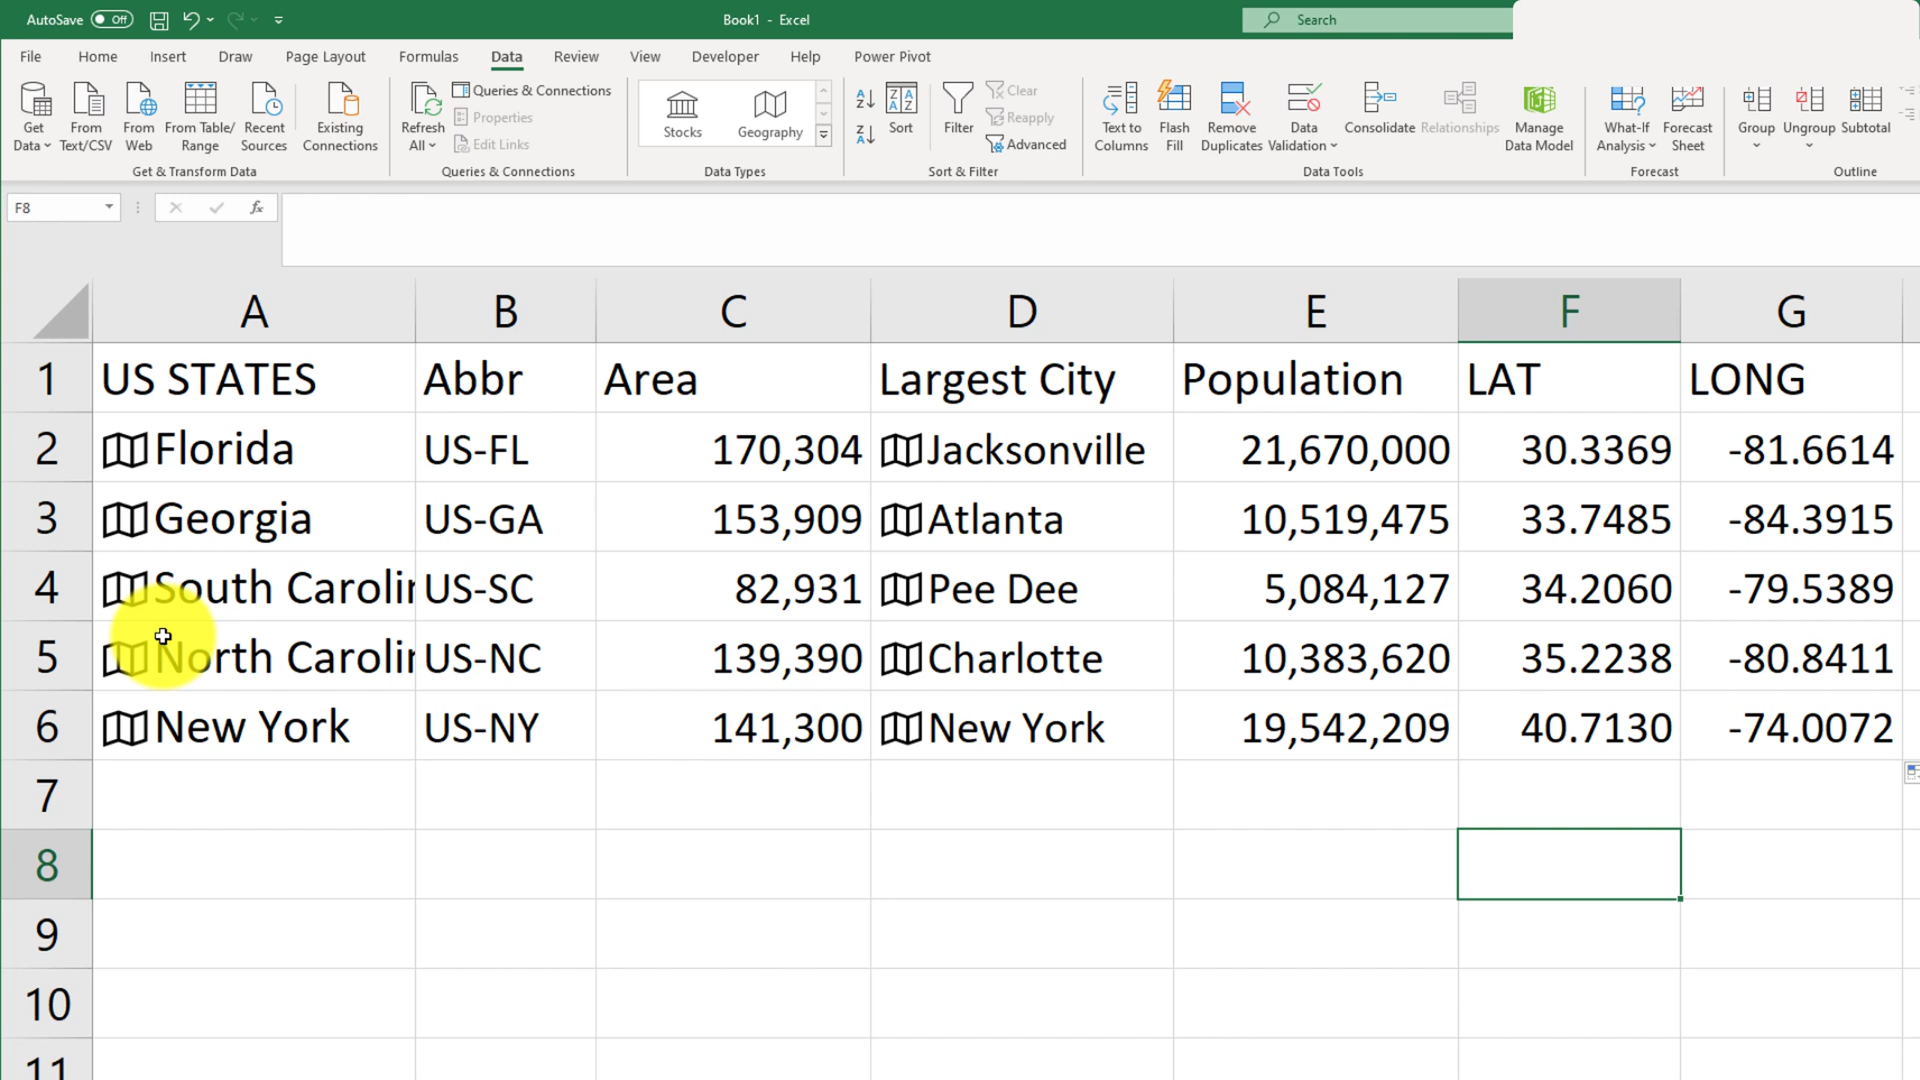 AutoSave Off Book1 - Excel Search
File Home Insert Draw Page Layout Formulas Data Review View Developer Help Power Pivot
Get Data From Text/CSV From Web From Table/ Range Recent Sources Existing Connections
Get & Transform Data
Refresh All Queries & Connections
Properties
Edit Links
Queries & Connections
Stocks Geography
Data Types
Sort Filter Clear
Reapply
Advanced
Sort & Filter
Text to Columns Flash Fill Remove Duplicates Data Validation Consolidate Relationships Manage Data Model
Data Tools
What-If Analysis Forecast Sheet
Forecast
Group Ungroup Subtotal
Outline
F8 fx
A B C D E F G
1 US STATES Abbr Area Largest City Population LAT LONG
2 Florida US-FL 170,304 Jacksonville 21,670,000 30.3369 -81.6614
3 Georgia US-GA 153,909 Atlanta 10,519,475 33.7485 -84.3915
4 South Carolin US-SC 82,931 Pee Dee 5,084,127 34.2060 -79.5389
5 North Carolin US-NC 139,390 Charlotte 10,383,620 35.2238 -80.8411
6 New York US-NY 141,300 New York 19,542,209 40.7130 -74.0072
7
8
9
10
11